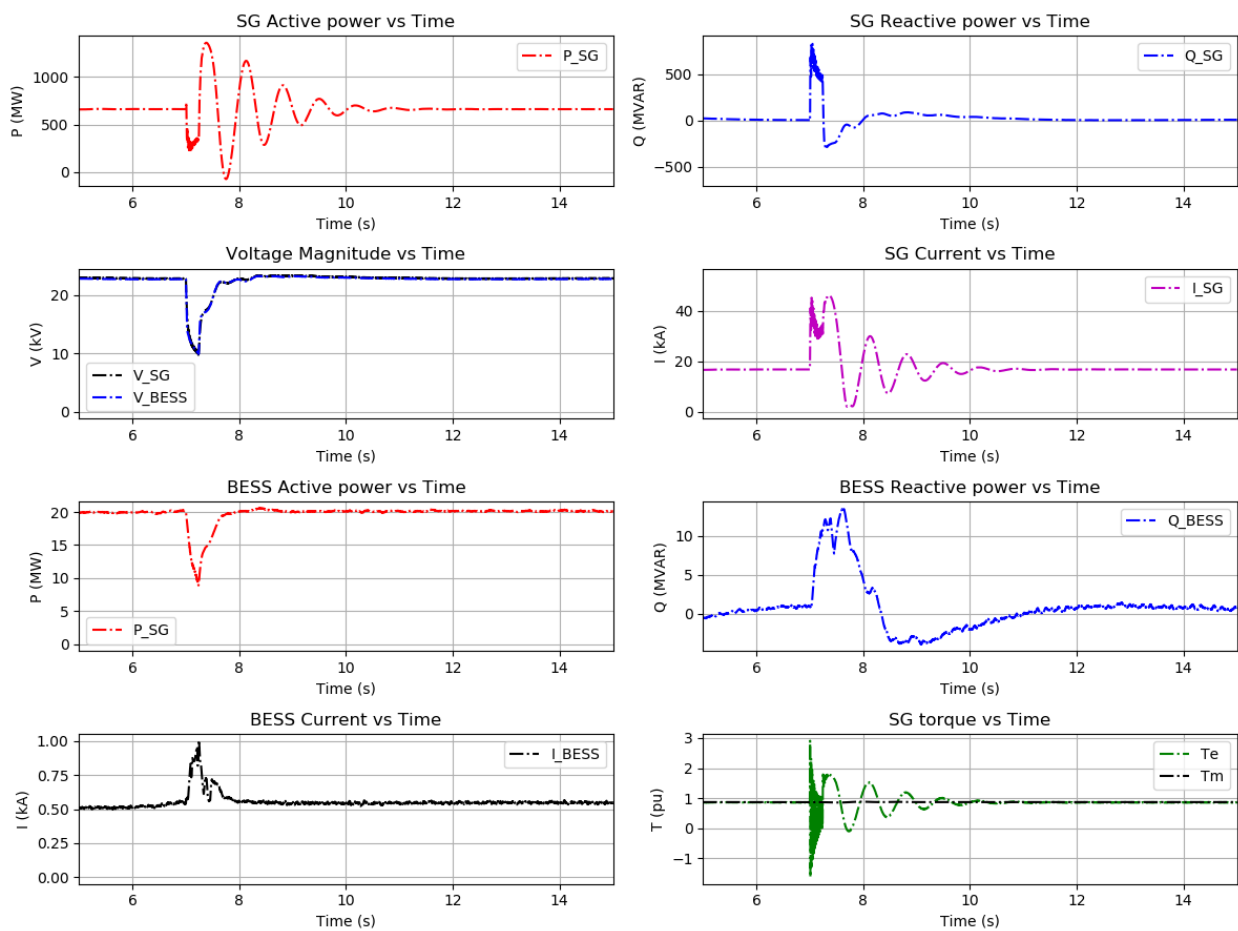 SG Active power vs Time
P (MW)
1000
500
0
P_SG
6 8 10 12 14
Time (s)
SG Reactive power vs Time
Q (MVAR)
500
0
−500
Q_SG
6 8 10 12 14
Time (s)
Voltage Magnitude vs Time
V (kV)
20
10
0
V_SG
V_BESS
6 8 10 12 14
Time (s)
SG Current vs Time
I (kA)
40
20
0
I_SG
6 8 10 12 14
Time (s)
BESS Active power vs Time
P (MW)
20
15
10
5
0
P_SG
6 8 10 12 14
Time (s)
BESS Reactive power vs Time
Q (MVAR)
10
5
0
Q_BESS
6 8 10 12 14
Time (s)
BESS Current vs Time
I (kA)
1.00
0.75
0.50
0.25
0.00
I_BESS
6 8 10 12 14
Time (s)
SG torque vs Time
T (pu)
3
2
1
0
−1
Te
Tm
6 8 10 12 14
Time (s)